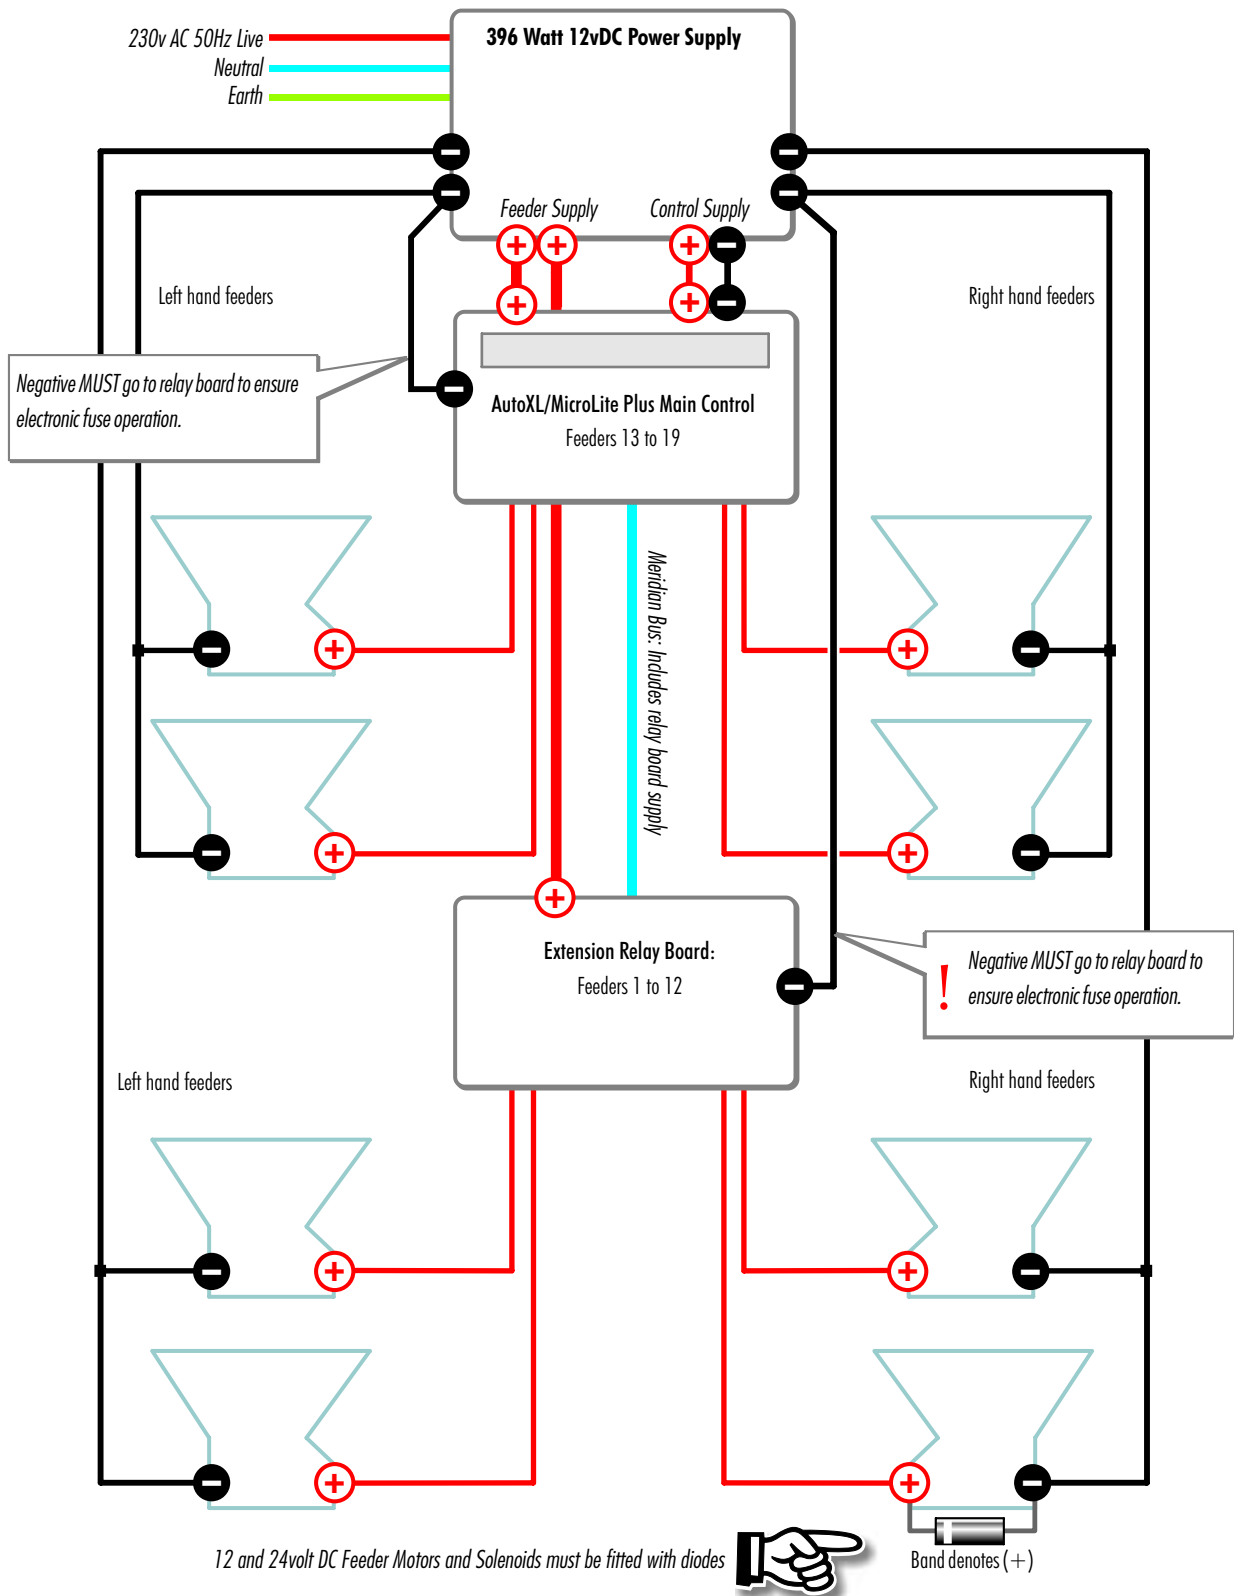 396 Watt 12vDC Power Supply
230v AC 50Hz Live
Neutral
Earth
Feeder Supply
Control Supply
Left hand feeders
Right hand feeders
Negative MUST go to relay board to ensure
electronic fuse operation.
AutoXL/MicroLite Plus Main Control
Feeders 13 to 19
Meridian Bus: Includes relay board supply
Extension Relay Board:
Feeders 1 to 12
! Negative MUST go to relay board to
ensure electronic fuse operation.
Left hand feeders
Right hand feeders
12 and 24volt DC Feeder Motors and Solenoids must be fitted with diodes
Band denotes (+)